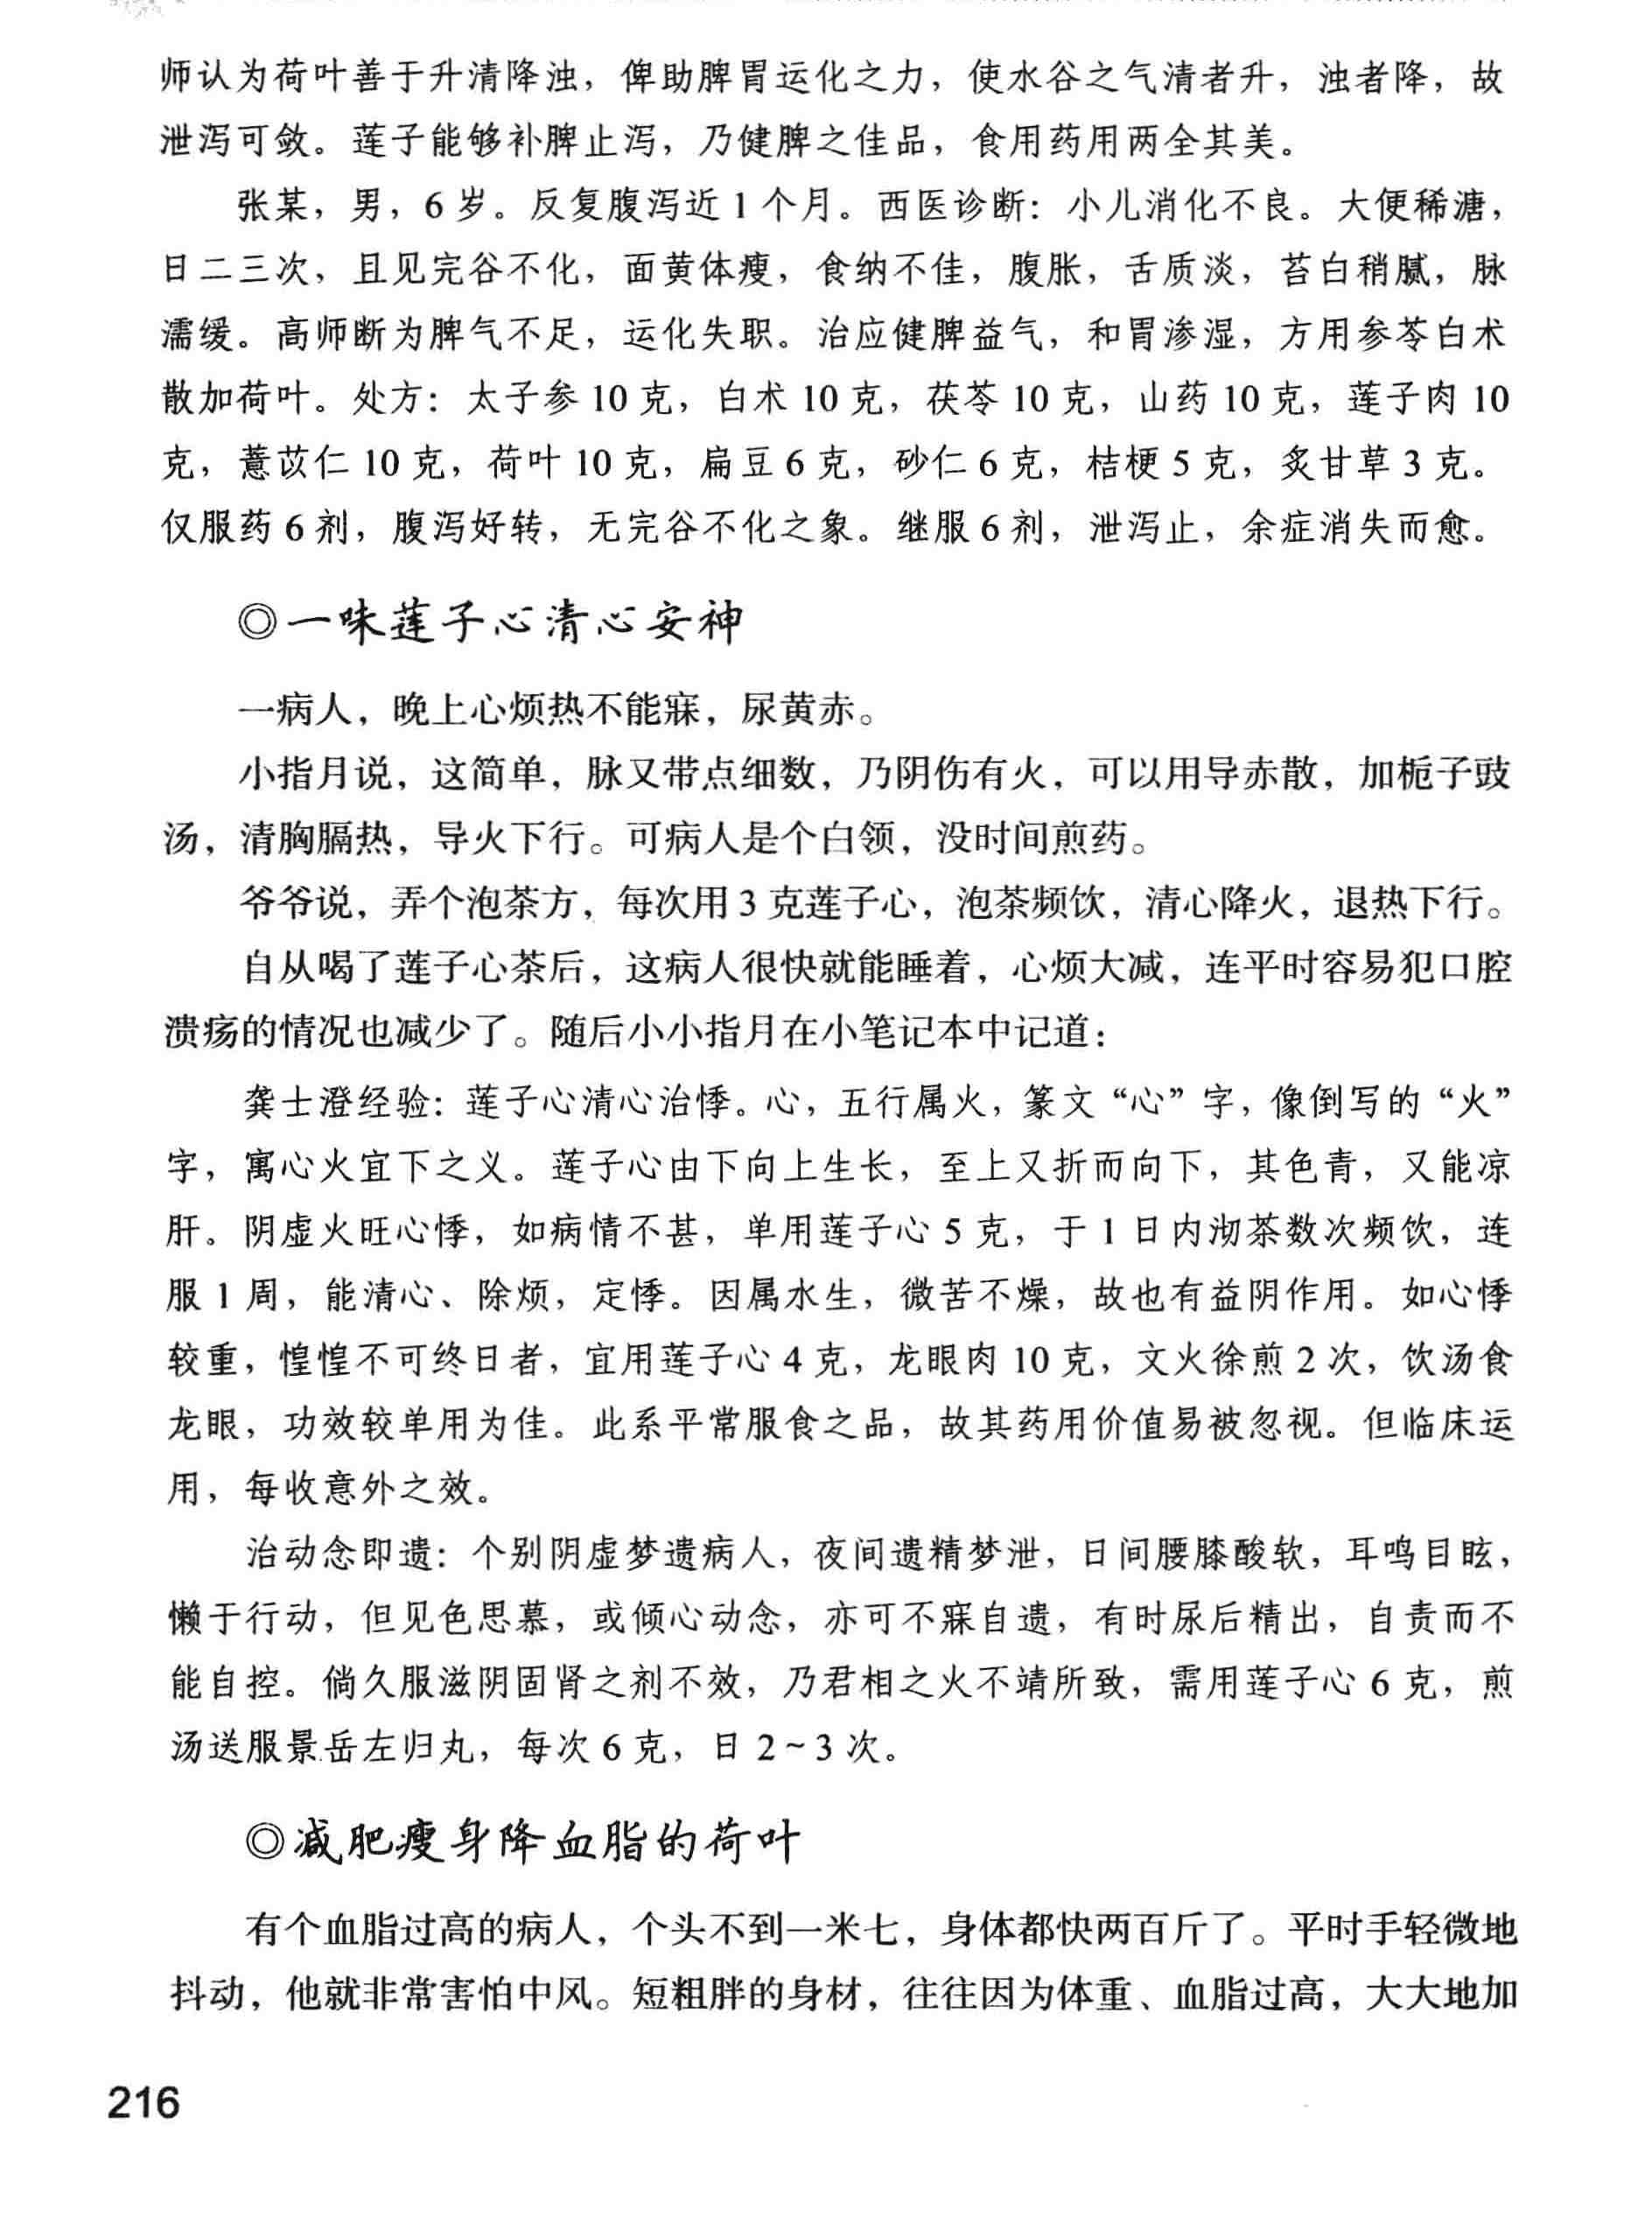 师认为荷叶善于升清降浊，俾助脾胃运化之力，使水谷之气清者升，浊者降，故
泄泻可敛。莲子能够补脾止泻，乃健脾之佳品，食用药用两全其美。
张某，男，6岁。反复腹泻近1个月。西医诊断：小儿消化不良。大便稀溏，
日二三次，且见完谷不化，面黄体瘦，食纳不佳，腹胀，舌质淡，苔白稍腻，脉
濡缓。高师断为脾气不足，运化失职。治应健脾益气，和胃渗湿，方用参苓白术
散加荷叶。处方：太子参10克，白术10克，茯苓10克，山药10克，莲子肉10
克，薏苡仁10克，荷叶10克，扁豆6克，砂仁6克，桔梗5克，炙甘草3克。
仅服药6剂，腹泻好转，无完谷不化之象。继服6剂，泄泻止，余症消失而愈。
◎一味莲子心清心安神
一病人，晚上心烦热不能寐，尿黄赤。
小指月说，这简单，脉又带点细数，乃阴伤有火，可以用导赤散，加栀子豉
汤，清胸膈热，导火下行。可病人是个白领，没时间煎药。
爷爷说，弄个泡茶方，每次用3克莲子心，泡茶频饮，清心降火，退热下行。
自从喝了莲子心茶后，这病人很快就能睡着，心烦大减，连平时容易犯口腔
溃疡的情况也减少了。随后小小指月在小笔记本中记道：
龚士澄经验：莲子心清心治悸。心，五行属火，篆文“心”字，像倒写的“火”
字，寓心火宜下之义。莲子心由下向上生长，至上又折而向下，其色青，又能凉
肝。阴虚火旺心悸，如病情不甚，单用莲子心5克，于1日内沏茶数次频饮，连
服1周，能清心、除烦，定悸。因属水生，微苦不燥，故也有益阴作用。如心悸
较重，惶惶不可终日者，宜用莲子心4克，龙眼肉10克，文火徐煎2次，饮汤食
龙眼，功效较单用为佳。此系平常服食之品，故其药用价值易被忽视。但临床运
用，每收意外之效。
治动念即遗：个别阴虚梦遗病人，夜间遗精梦泄，日间腰膝酸软，耳鸣目眩，
懒于行动，但见色思慕，或倾心动念，亦可不寐自遗，有时尿后精出，自责而不
能自控。倘久服滋阴固肾之剂不效，乃君相之火不靖所致，需用莲子心6克，煎
汤送服景岳左归丸，每次6克，日2~3次。
◎减肥瘦身降血脂的荷叶
有个血脂过高的病人，个头不到一米七，身体都快两百斤了。平时手轻微地
抖动，他就非常害怕中风。短粗胖的身材，往往因为体重、血脂过高，大大地加
216